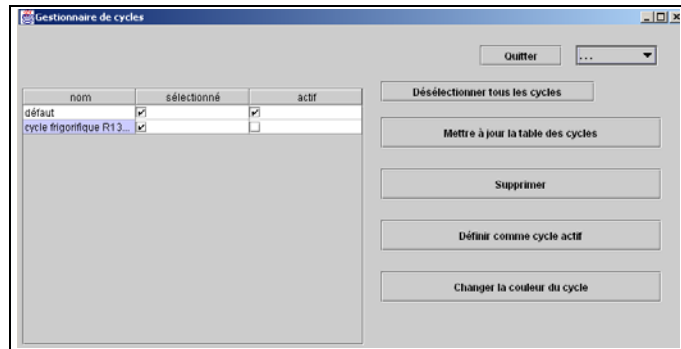 Gestionnaire de cycles
Quitter ...
nom sélectionné actif
défaut
cycle frigorifique R13...
Désélectionner tous les cycles
Mettre à jour la table des cycles
Supprimer
Définir comme cycle actif
Changer la couleur du cycle